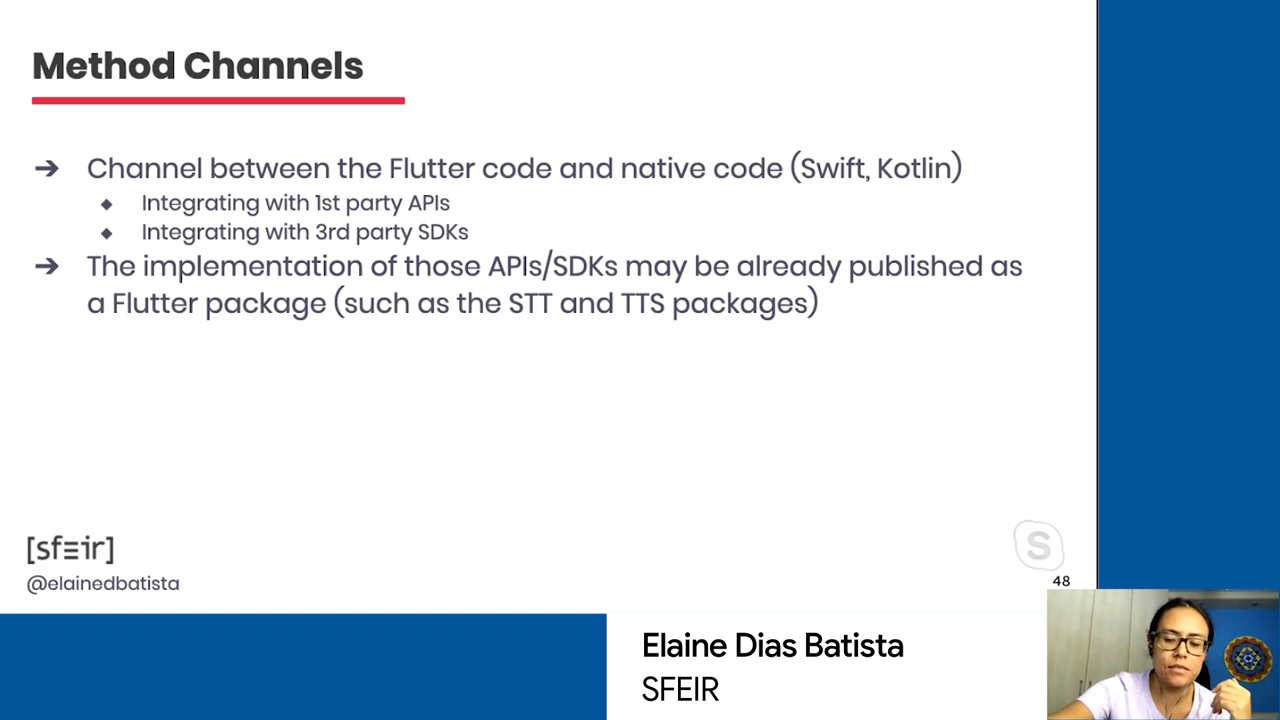 Method Channels
➔ Channel between the Flutter code and native code (Swift, Kotlin)
◆ Integrating with 1st party APIs
◆ Integrating with 3rd party SDKs
➔ The implementation of those APIs/SDKs may be already published as
a Flutter package (such as the STT and TTS packages)
[sfΞir]
@elainedbatista
S
48
Elaine Dias Batista
SFEIR